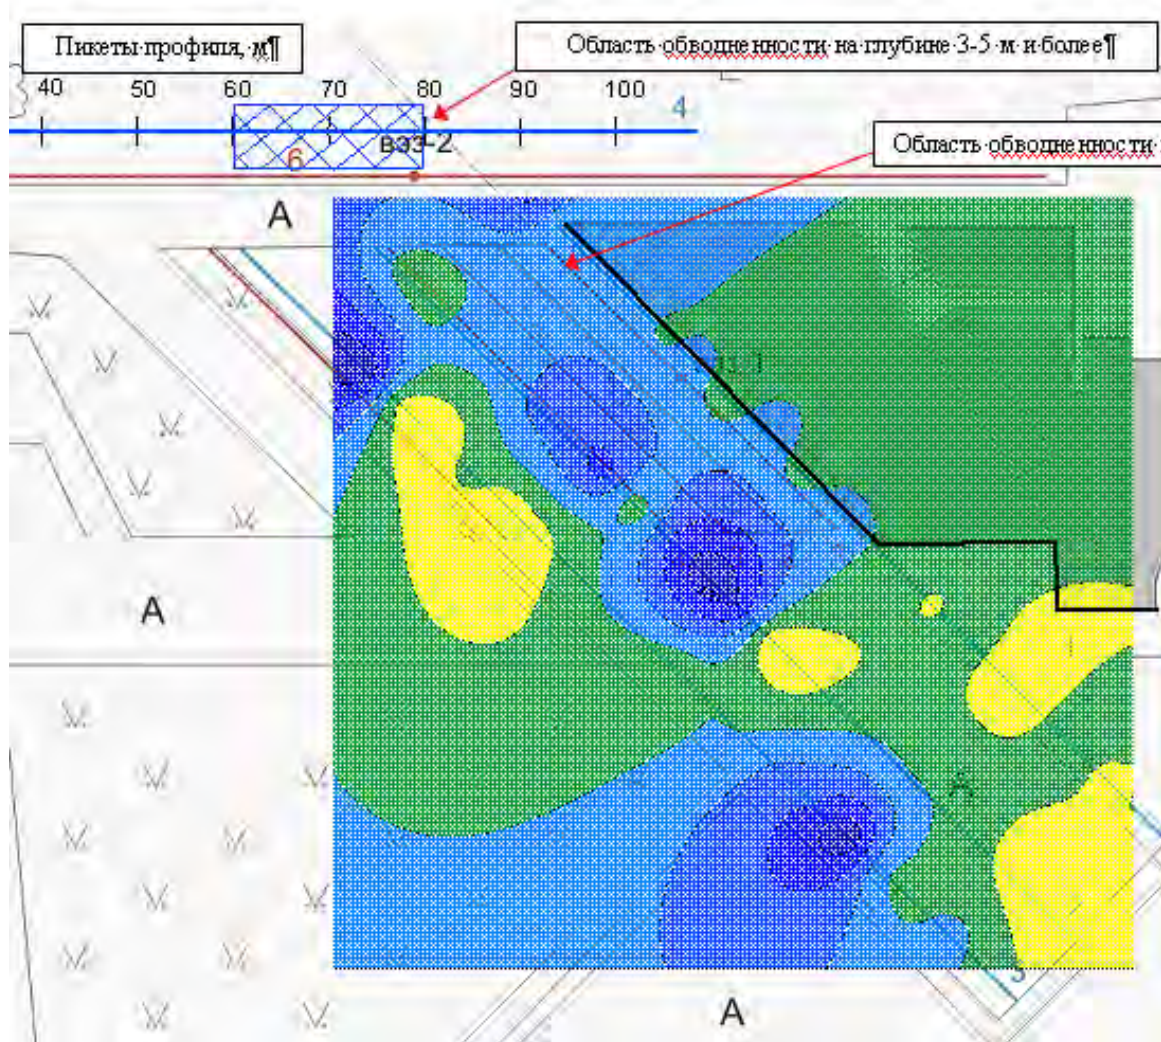 Пикеты·профиля,·м¶
Область·обводненности·на·глубине·3-5·м·и·более¶
40 50 60 70 80 90 100
4
ВЭЗ-2
6
Область·обводненности·
А
А
А
3
А